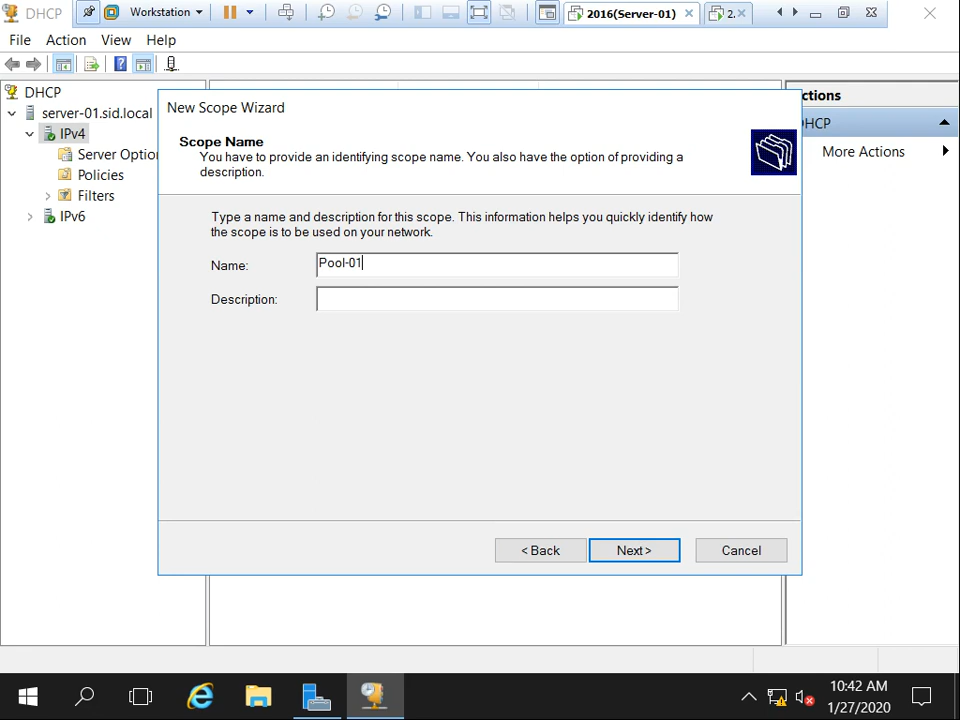 DHCP
Workstation
2016(Server-01)
2.
File Action View Help
DHCP
server-01.sid.local
IPv4
Server Optio
Policies
Filters
IPv6
New Scope Wizard
Scope Name
You have to provide an identifying scope name. You also have the option of providing a
description.
Type a name and description for this scope. This information helps you quickly identify how
the scope is to be used on your network.
Name: Pool-01
Description:
< Back Next > Cancel
ctions
DHCP
More Actions
10:42 AM
1/27/2020